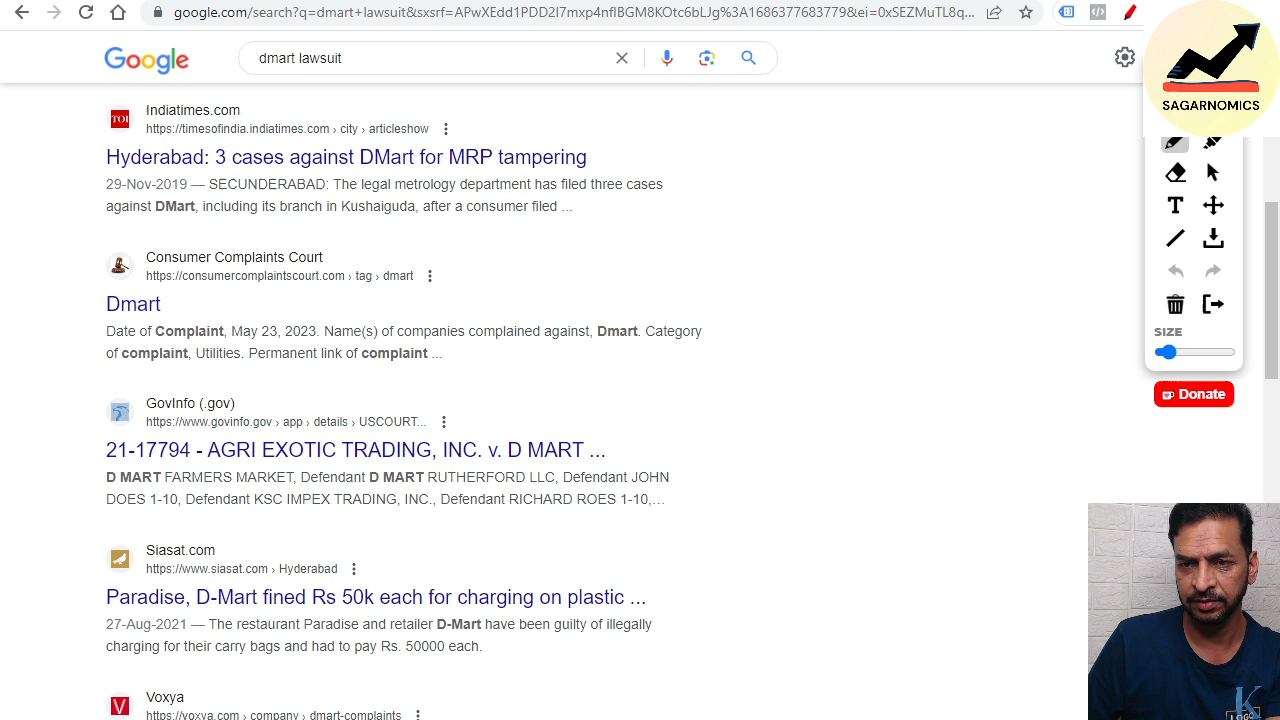 google.com/search?q=dmart+lawsuit&sxsrf=APwXEdd1PDD2I7mxp4nflBGM8KOtc6bLJg%3A1686377685779&ei=0xSEZMuTL8q...
Google
dmart lawsuit
SAGARNOMICS
Indiatimes.com
TOI
https://timesofindia.indiatimes.com › city › articleshow
Hyderabad: 3 cases against DMart for MRP tampering
29-Nov-2019 — SECUNDERABAD: The legal metrology department has filed three cases
against DMart, including its branch in Kushaiguda, after a consumer filed ...
T
SIZE
Donate
Consumer Complaints Court
https://consumercomplaintscourt.com › tag › dmart
Dmart
Date of Complaint, May 23, 2023. Name(s) of companies complained against, Dmart. Category
of complaint, Utilities. Permanent link of complaint ...
GovInfo (.gov)
https://www.govinfo.gov › app › details › USCOURT...
21-17794 - AGRI EXOTIC TRADING, INC. v. D MART ...
D MART FARMERS MARKET, Defendant D MART RUTHERFORD LLC, Defendant JOHN
DOES 1-10, Defendant KSC IMPEX TRADING, INC., Defendant RICHARD ROES 1-10,...
Siasat.com
https://www.siasat.com › Hyderabad
Paradise, D-Mart fined Rs 50k each for charging on plastic ...
27-Aug-2021 — The restaurant Paradise and retailer D-Mart have been guilty of illegally
charging for their carry bags and had to pay Rs. 50000 each.
Voxya
V
https://voxya.com › company › dmart-complaints
K
LOGO